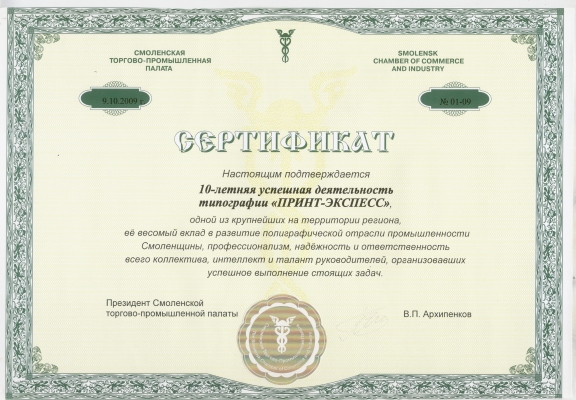 СМОЛЕНСКАЯ
ТОРГОВО-ПРОМЫШЛЕННАЯ
ПАЛАТА
SMOLENSK
CHAMBER OF COMMERCE
AND INDUSTRY
9.10.2009 г.
№ 01-09
СЕРТИФИКАТ
Настоящим подтверждается
10-летняя успешная деятельность
типографии «ПРИНТ-ЭКСПЕСС»,
одной из крупнейших на территории региона,
её весомый вклад в развитие полиграфической отрасли промышленности
Смоленщины, профессионализм, надёжность и ответственность
всего коллектива, интеллект и талант руководителей, организовавших
успешное выполнение стоящих задач.
Президент Смоленской
торгово-промышленной палаты
В.П. Архипенков